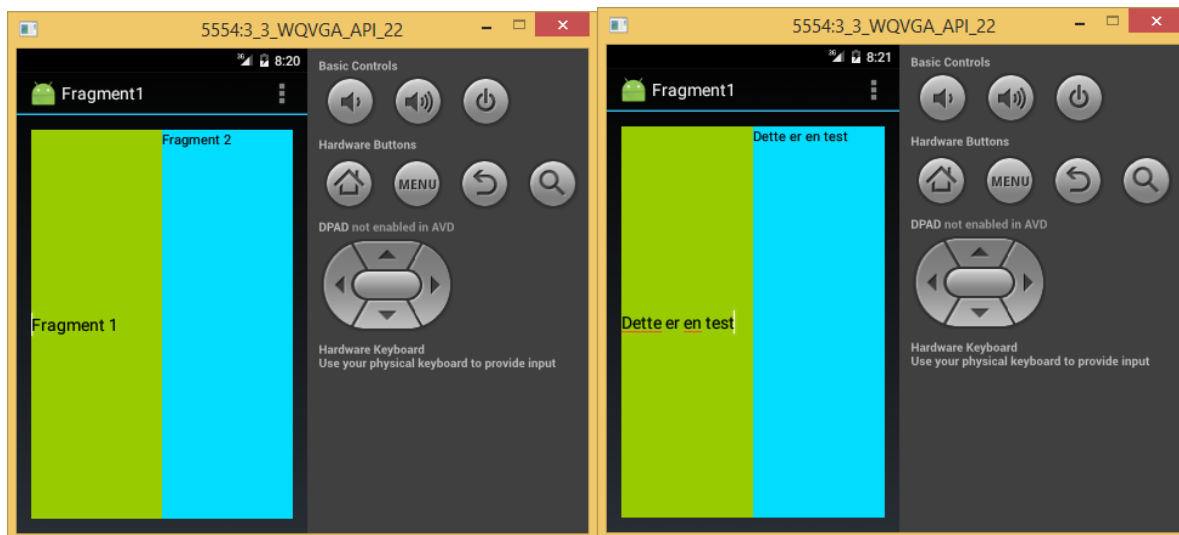 5554:3_3_WQVGA_API_22
3G 8:20
Fragment1
Fragment 2
Fragment 1
Basic Controls
Hardware Buttons
MENU
DPAD not enabled in AVD
Hardware Keyboard
Use your physical keyboard to provide input
5554:3_3_WQVGA_API_22
3G 8:21
Fragment1
Dette er en test
Dette er en test
Basic Controls
Hardware Buttons
MENU
DPAD not enabled in AVD
Hardware Keyboard
Use your physical keyboard to provide input